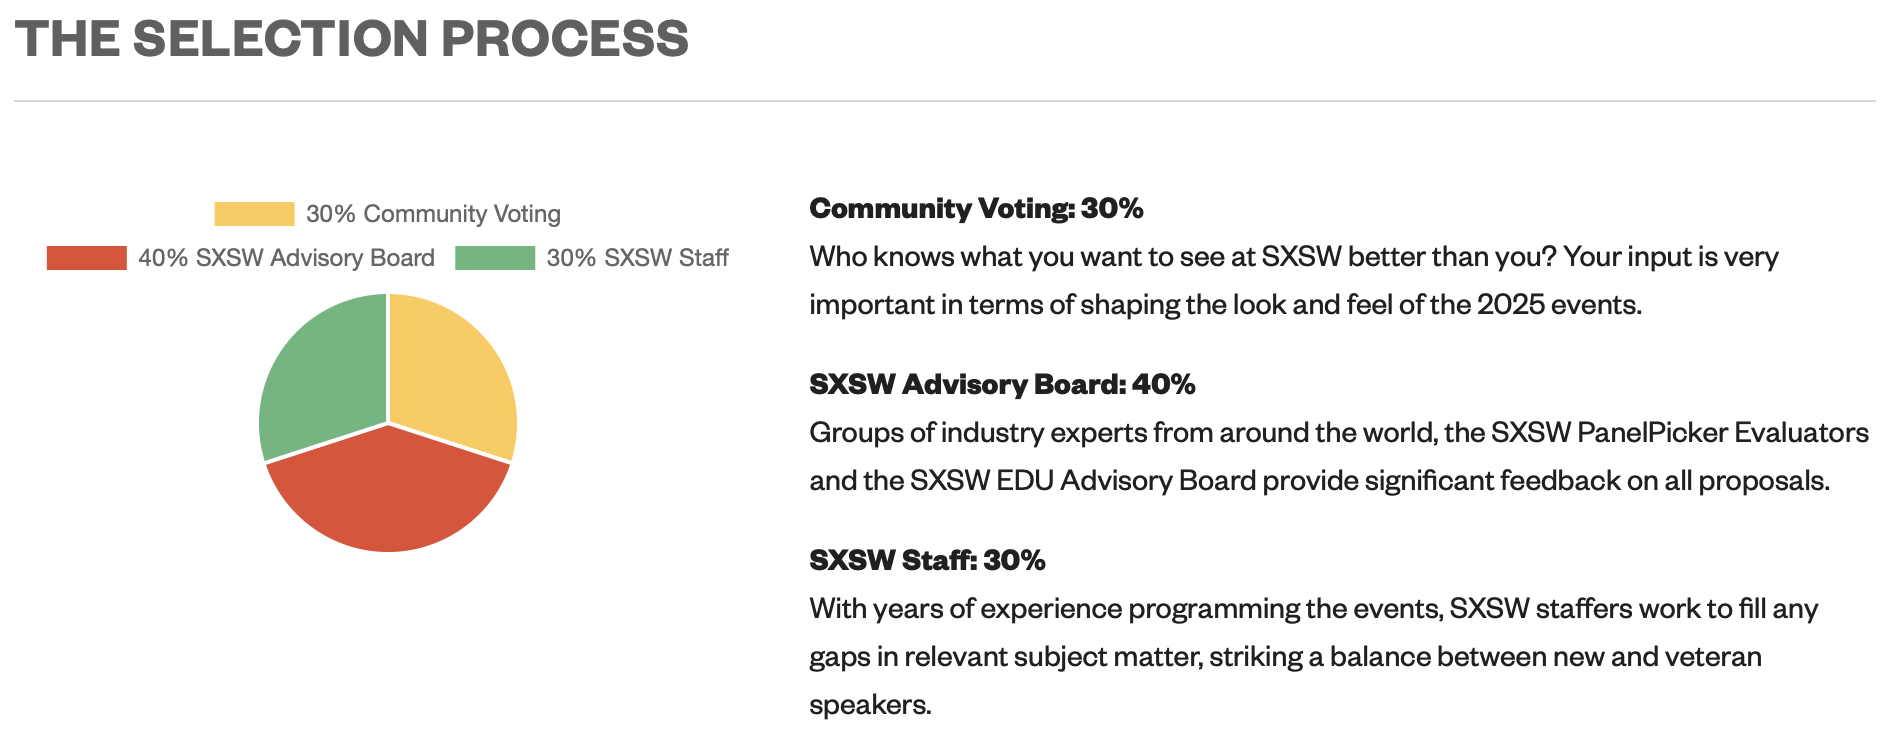 THE SELECTION PROCESS
30% Community Voting
40% SXSW Advisory Board 30% SXSW Staff
Community Voting: 30%
Who knows what you want to see at SXSW better than you? Your input is very
important in terms of shaping the look and feel of the 2025 events.
SXSW Advisory Board: 40%
Groups of industry experts from around the world, the SXSW PanelPicker Evaluators
and the SXSW EDU Advisory Board provide significant feedback on all proposals.
SXSW Staff: 30%
With years of experience programming the events, SXSW staffers work to fill any
gaps in relevant subject matter, striking a balance between new and veteran
speakers.